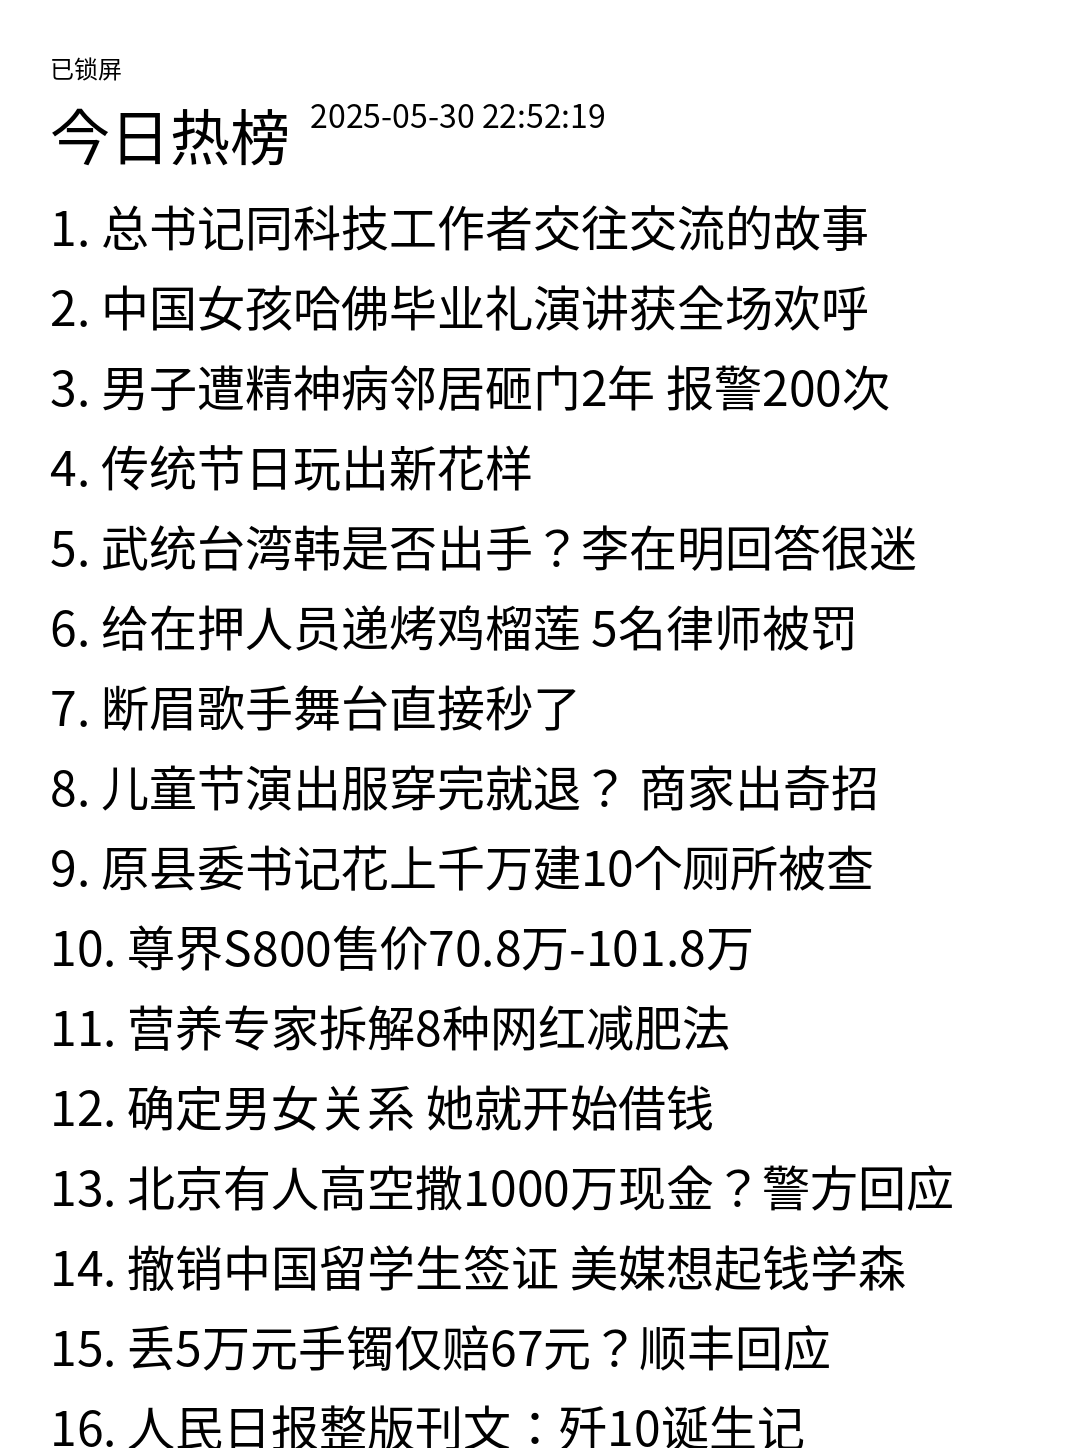 已锁屏
今日热榜 2025-05-30 22:52:19
1. 总书记同科技工作者交往交流的故事
2. 中国女孩哈佛毕业礼演讲获全场欢呼
3. 男子遭精神病邻居砸门2年 报警200次
4. 传统节日玩出新花样
5. 武统台湾韩是否出手？李在明回答很迷
6. 给在押人员递烤鸡榴莲 5名律师被罚
7. 断眉歌手舞台直接秒了
8. 儿童节演出服穿完就退？ 商家出奇招
9. 原县委书记花上千万建10个厕所被查
10. 尊界S800售价70.8万-101.8万
11. 营养专家拆解8种网红减肥法
12. 确定男女关系 她就开始借钱
13. 北京有人高空撒1000万现金？警方回应
14. 撤销中国留学生签证 美媒想起钱学森
15. 丢5万元手镯仅赔67元？顺丰回应
16. 人民日报整版刊文：歼10诞生记